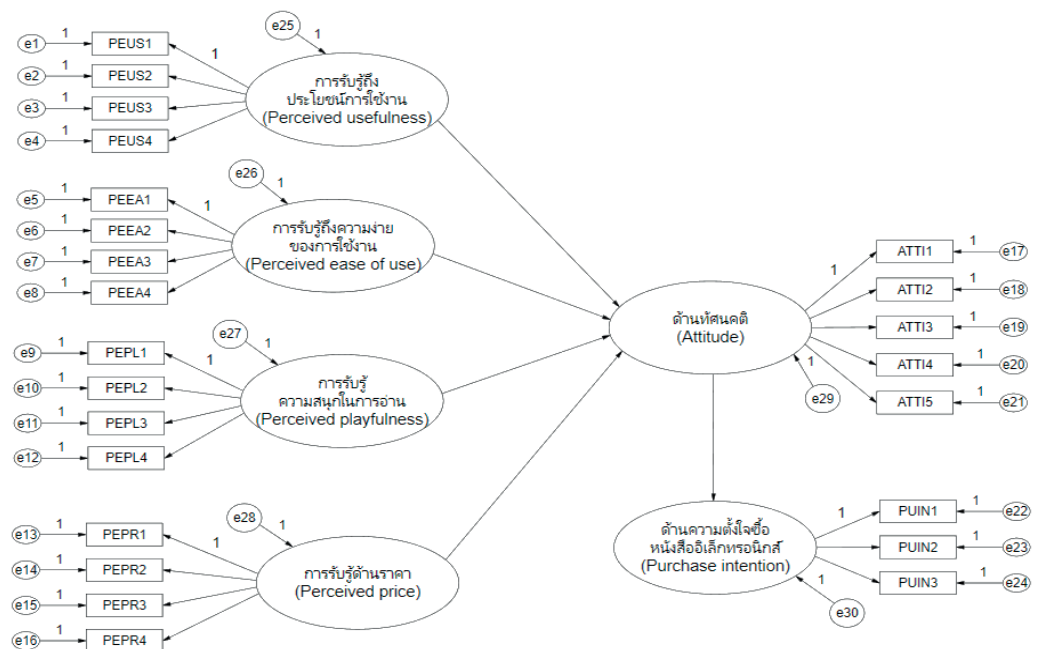 e25
1
e1
1
PEUS1
1
e2
1
PEUS2
e3
1
PEUS3
e4
1
PEUS4
การรับรู้ถึง
ประโยชน์การใช้งาน
(Perceived usefulness)
e26
1
e5
1
PEEA1
1
e6
1
PEEA2
e7
1
PEEA3
e8
1
PEEA4
การรับรู้ถึงความง่าย
ของการใช้งาน
(Perceived ease of use)
e27
1
e9
1
PEPL1
1
e10
1
PEPL2
e11
1
PEPL3
e12
1
PEPL4
การรับรู้
ความสนุกในการอ่าน
(Perceived playfulness)
e28
1
e13
1
PEPR1
1
e14
1
PEPR2
e15
1
PEPR3
e16
1
PEPR4
การรับรู้ด้านราคา
(Perceived price)
ด้านทัศนคติ
(Attitude)
1
e29
1
ATTI1
1
e17
ATTI2
1
e18
ATTI3
1
e19
ATTI4
1
e20
ATTI5
1
e21
ด้านความตั้งใจซื้อ
หนังสืออิเล็กทรอนิกส์
(Purchase intention)
1
e30
1
PUIN1
1
e22
PUIN2
1
e23
PUIN3
1
e24